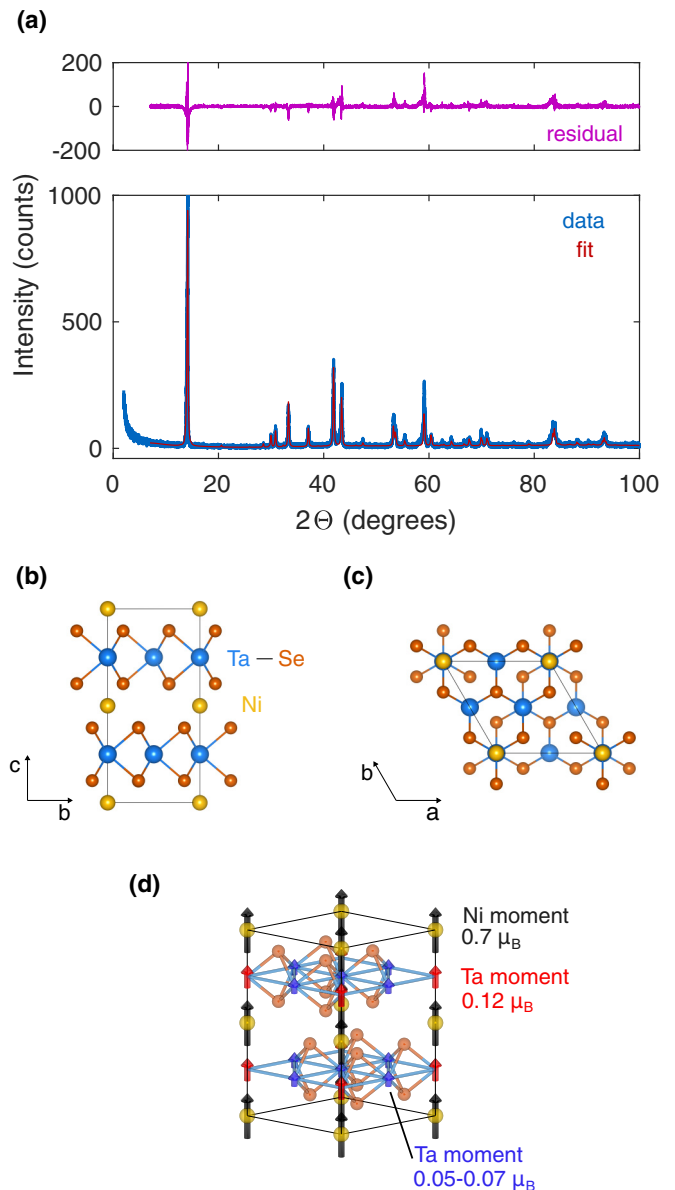 (a)
200
0
-200
residual
1000
500
0
Intensity (counts)
data
fit
0
20
40
60
80
100
2Θ (degrees)
(b)
(c)
Ta — Se
Ni
c
b
b
a
(d)
Ni moment
0.7 μB
Ta moment
0.12 μB
Ta moment
0.05-0.07 μB